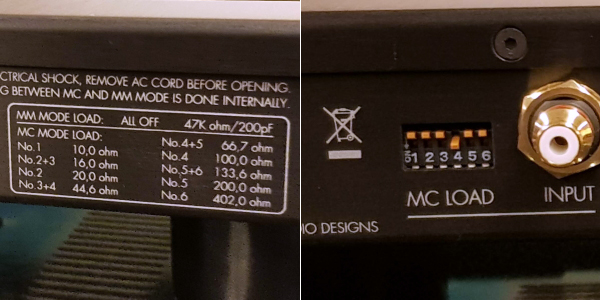 CTRICAL SHOCK, REMOVE AC CORD BEFORE OPENING.
G BETWEEN MC AND MM MODE IS DONE INTERNALLY.
MM MODE LOAD: ALL OFF 47K ohm/200pF
MC MODE LOAD:
No.1 10,0 ohm
No.2+3 16,0 ohm
No.2 20,0 ohm
No.3+4 44,6 ohm
No.4+5 66,7 ohm
No.4 100,0 ohm
No.5+6 133,6 ohm
No.5 200,0 ohm
No.6 402,0 ohm
1 2 3 4 5 6
MC LOAD
INPUT
IO DESIGNS